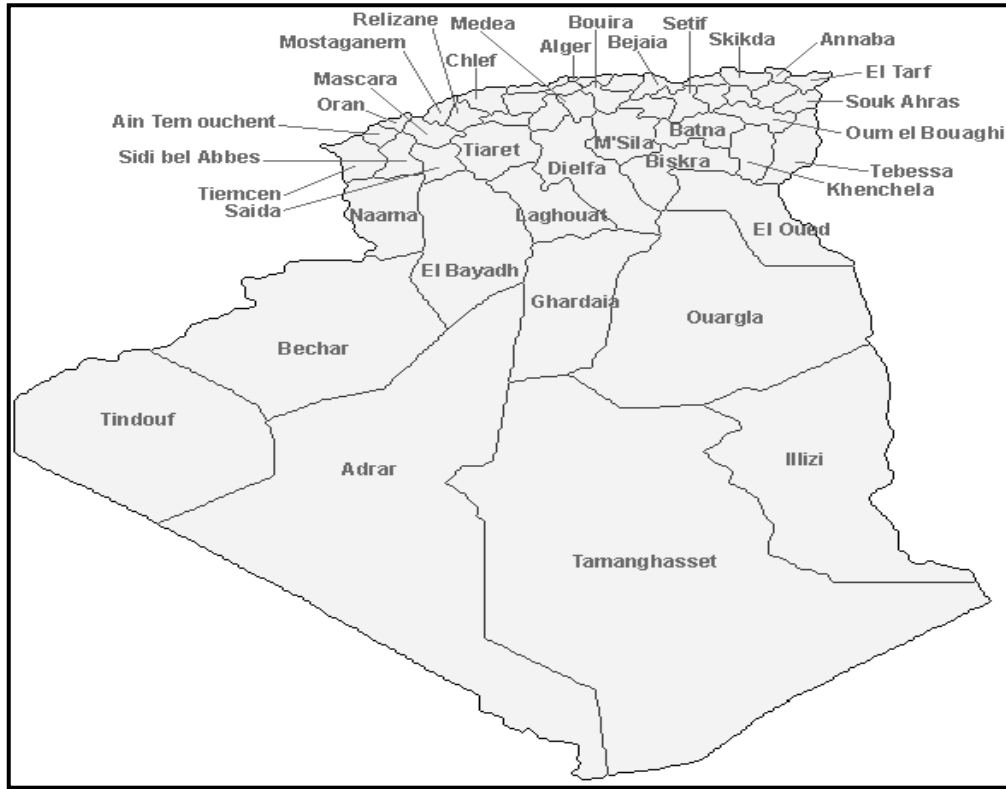 Relizane
Medea
Bouira
Setif
Mostaganem
Alger
Bejaia
Skikda
Annaba
Chlef
Mascara
El Tarf
Oran
Souk Ahras
Ain Tem ouchent
Batna
Oum el Bouaghi
M'Sila
Tiaret
Sidi bel Abbes
Dielfa
Biskra
Tebessa
Tiemcen
Khenchela
Saida
Naama
Laghouat
El Oued
El Bayadh
Ghardaia
Ouargla
Bechar
Tindouf
Adrar
Illizi
Tamanghasset